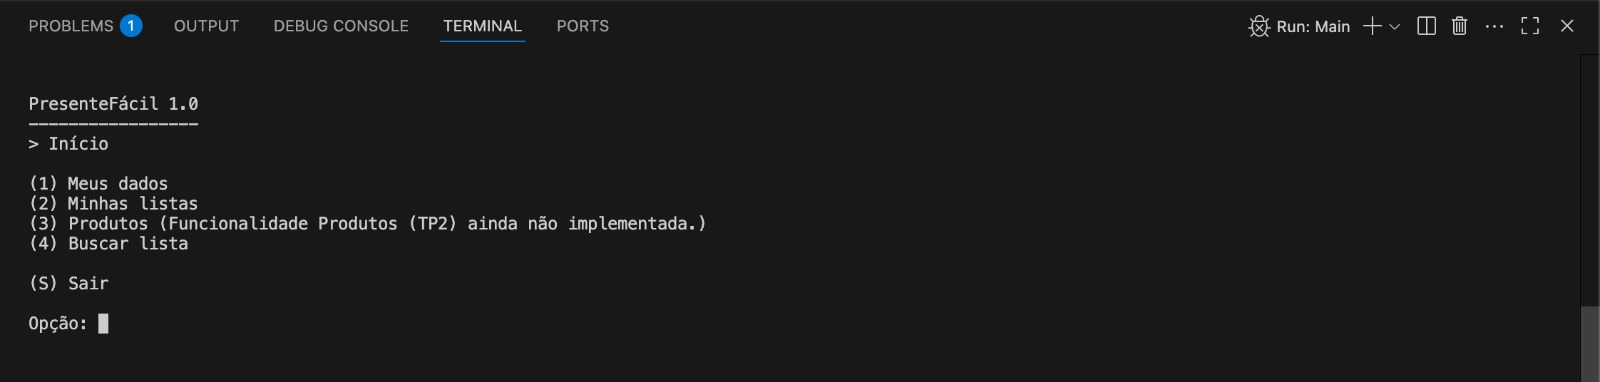 PROBLEMS 1 OUTPUT DEBUG CONSOLE TERMINAL PORTS Run: Main
PresenteFácil 1.0
-----------------
> Início
(1) Meus dados
(2) Minhas listas
(3) Produtos (Funcionalidade Produtos (TP2) ainda não implementada.)
(4) Buscar lista
(S) Sair
Opção: